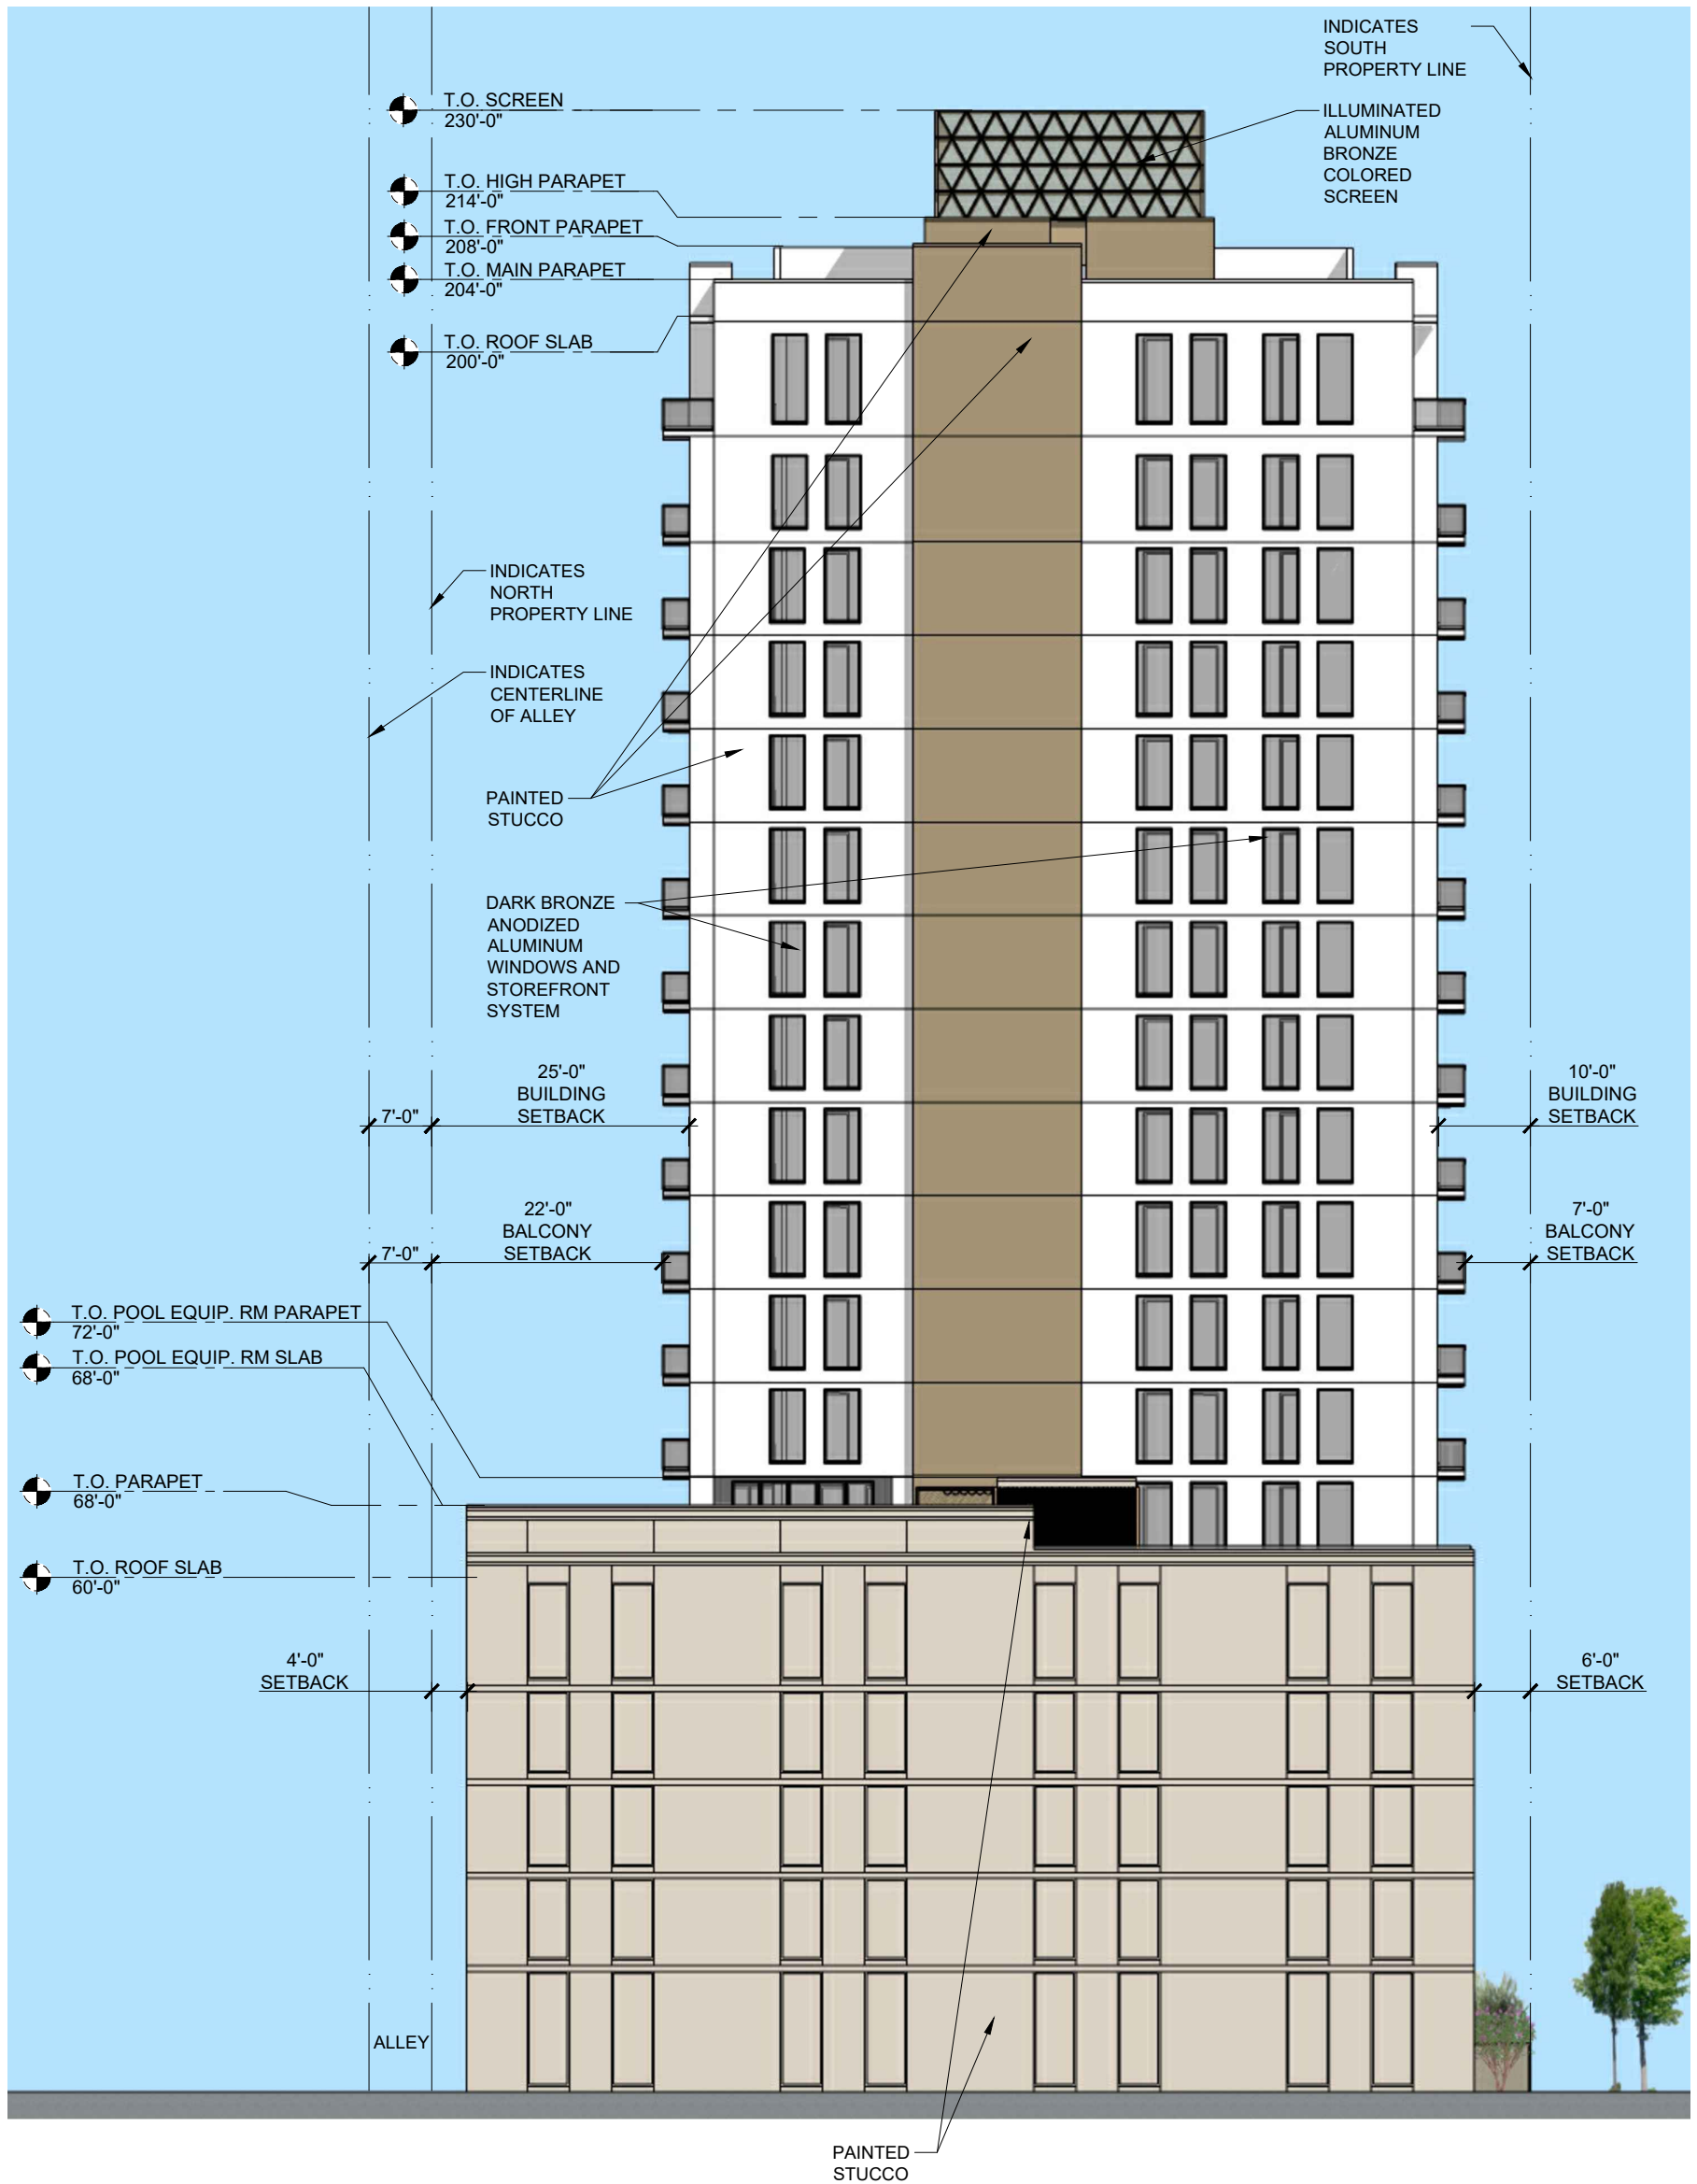 INDICATES
SOUTH
PROPERTY LINE
T.O. SCREEN
230'-0"
ILLUMINATED
ALUMINUM
BRONZE
COLORED
SCREEN
T.O. HIGH PARAPET
214'-0"
T.O. FRONT PARAPET
208'-0"
T.O. MAIN PARAPET
204'-0"
T.O. ROOF SLAB
200'-0"
INDICATES
NORTH
PROPERTY LINE
INDICATES
CENTERLINE
OF ALLEY
PAINTED
STUCCO
DARK BRONZE
ANODIZED
ALUMINUM
WINDOWS AND
STOREFRONT
SYSTEM
7'-0"
25'-0"
BUILDING
SETBACK
10'-0"
BUILDING
SETBACK
7'-0"
22'-0"
BALCONY
SETBACK
7'-0"
BALCONY
SETBACK
T.O. POOL EQUIP. RM PARAPET
72'-0"
T.O. POOL EQUIP. RM SLAB
68'-0"
T.O. PARAPET
68'-0"
T.O. ROOF SLAB
60'-0"
4'-0"
SETBACK
6'-0"
SETBACK
ALLEY
PAINTED
STUCCO